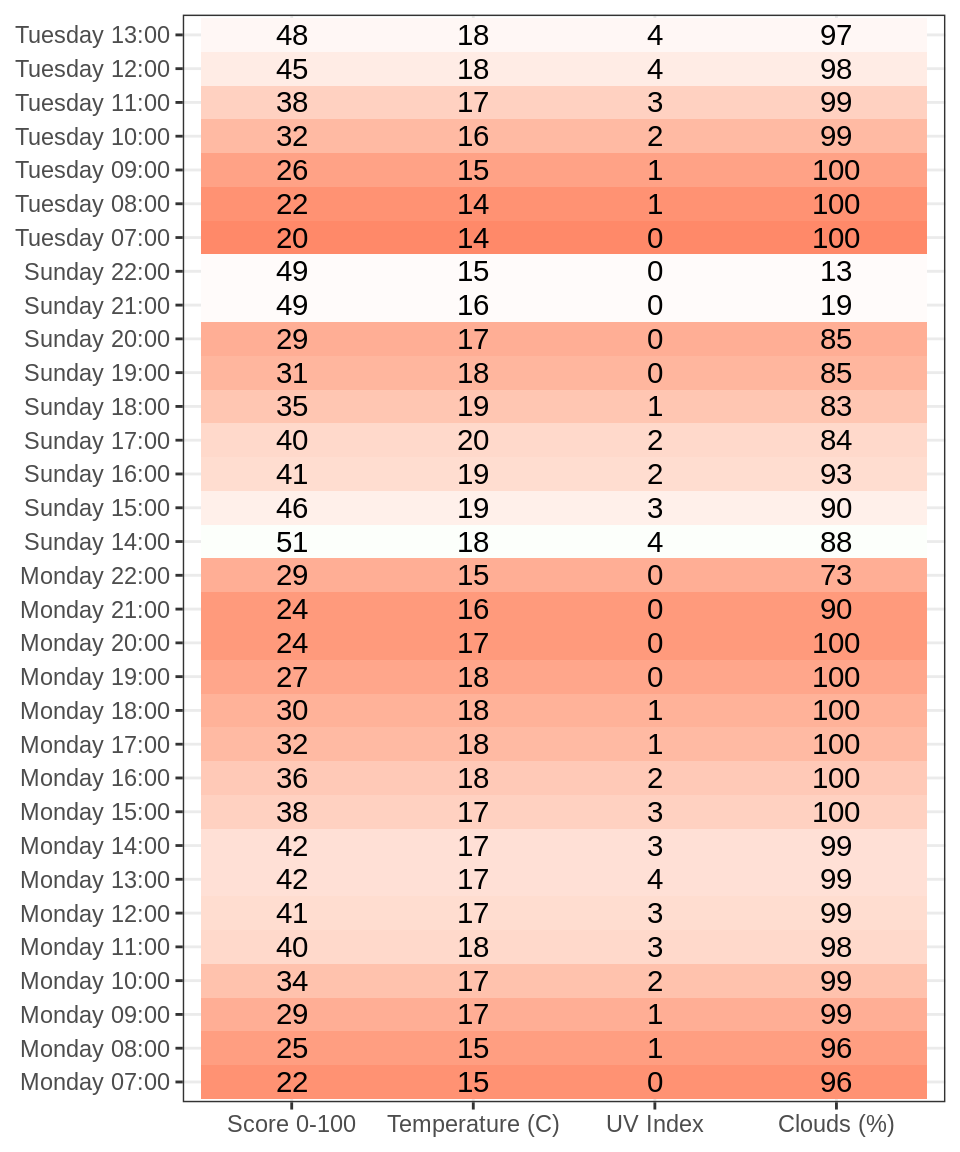 Tuesday 13:00 48 18 4 97
Tuesday 12:00 45 18 4 98
Tuesday 11:00 38 17 3 99
Tuesday 10:00 32 16 2 99
Tuesday 09:00 26 15 1 100
Tuesday 08:00 22 14 1 100
Tuesday 07:00 20 14 0 100
Sunday 22:00 49 15 0 13
Sunday 21:00 49 16 0 19
Sunday 20:00 29 17 0 85
Sunday 19:00 31 18 0 85
Sunday 18:00 35 19 1 83
Sunday 17:00 40 20 2 84
Sunday 16:00 41 19 2 93
Sunday 15:00 46 19 3 90
Sunday 14:00 51 18 4 88
Monday 22:00 29 15 0 73
Monday 21:00 24 16 0 90
Monday 20:00 24 17 0 100
Monday 19:00 27 18 0 100
Monday 18:00 30 18 1 100
Monday 17:00 32 18 1 100
Monday 16:00 36 18 2 100
Monday 15:00 38 17 3 100
Monday 14:00 42 17 3 99
Monday 13:00 42 17 4 99
Monday 12:00 41 17 3 99
Monday 11:00 40 18 3 98
Monday 10:00 34 17 2 99
Monday 09:00 29 17 1 99
Monday 08:00 25 15 1 96
Monday 07:00 22 15 0 96
Score 0-100 Temperature (C) UV Index Clouds (%)